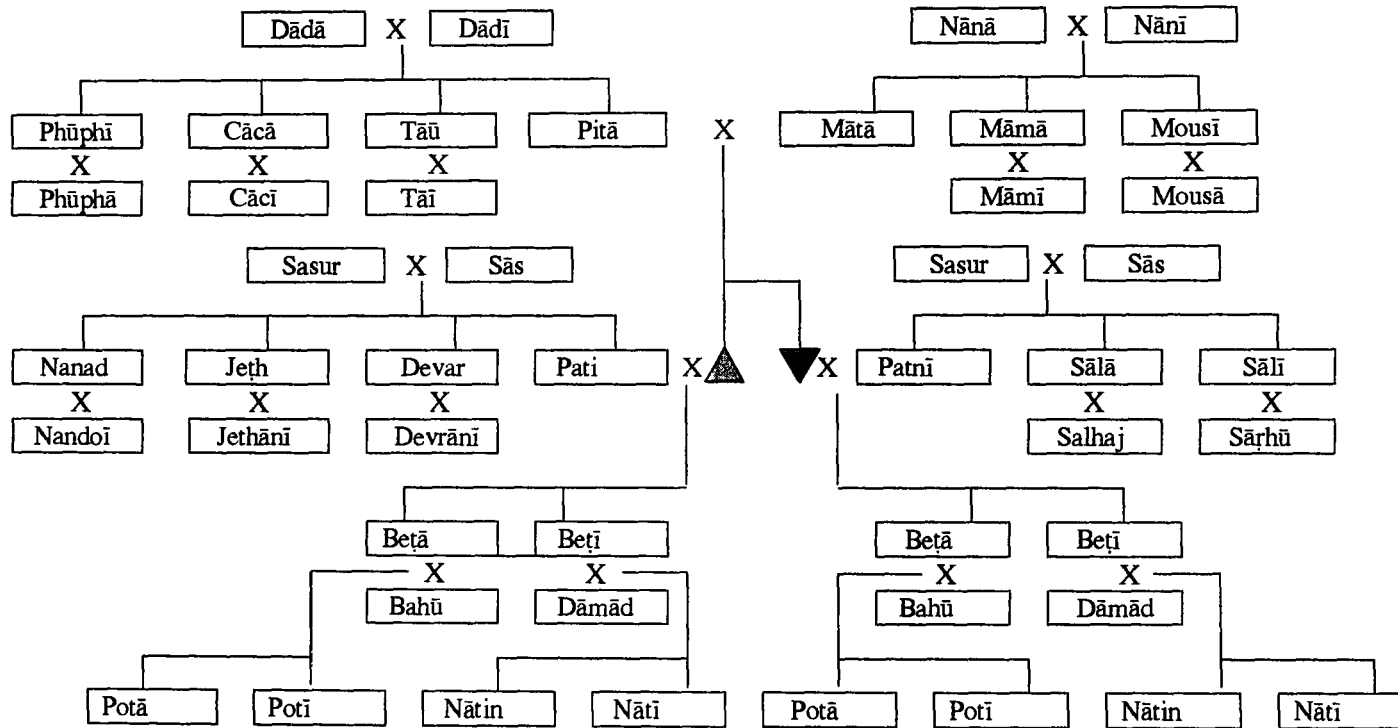 Dādā X Dādī Nānā X Nānī
Phūphī Cācā Tāū Pitā X Mātā Māmā Mousī
X X X X X
Phūphā Cācī Tāī Māmī Mousā
Sasur X Sās Sasur X Sās
Nanad Jeṭh Devar Pati X X Patnī Sālā Sālī
X X X X X
Nandoī Jethānī Devrānī Salhaj Sāṛhū
Beṭā Beṭī Beṭā Beṭī
X X X X
Bahū Dāmād Bahū Dāmād
Potā Potī Nātin Nātī Potā Potī Nātin Nātī